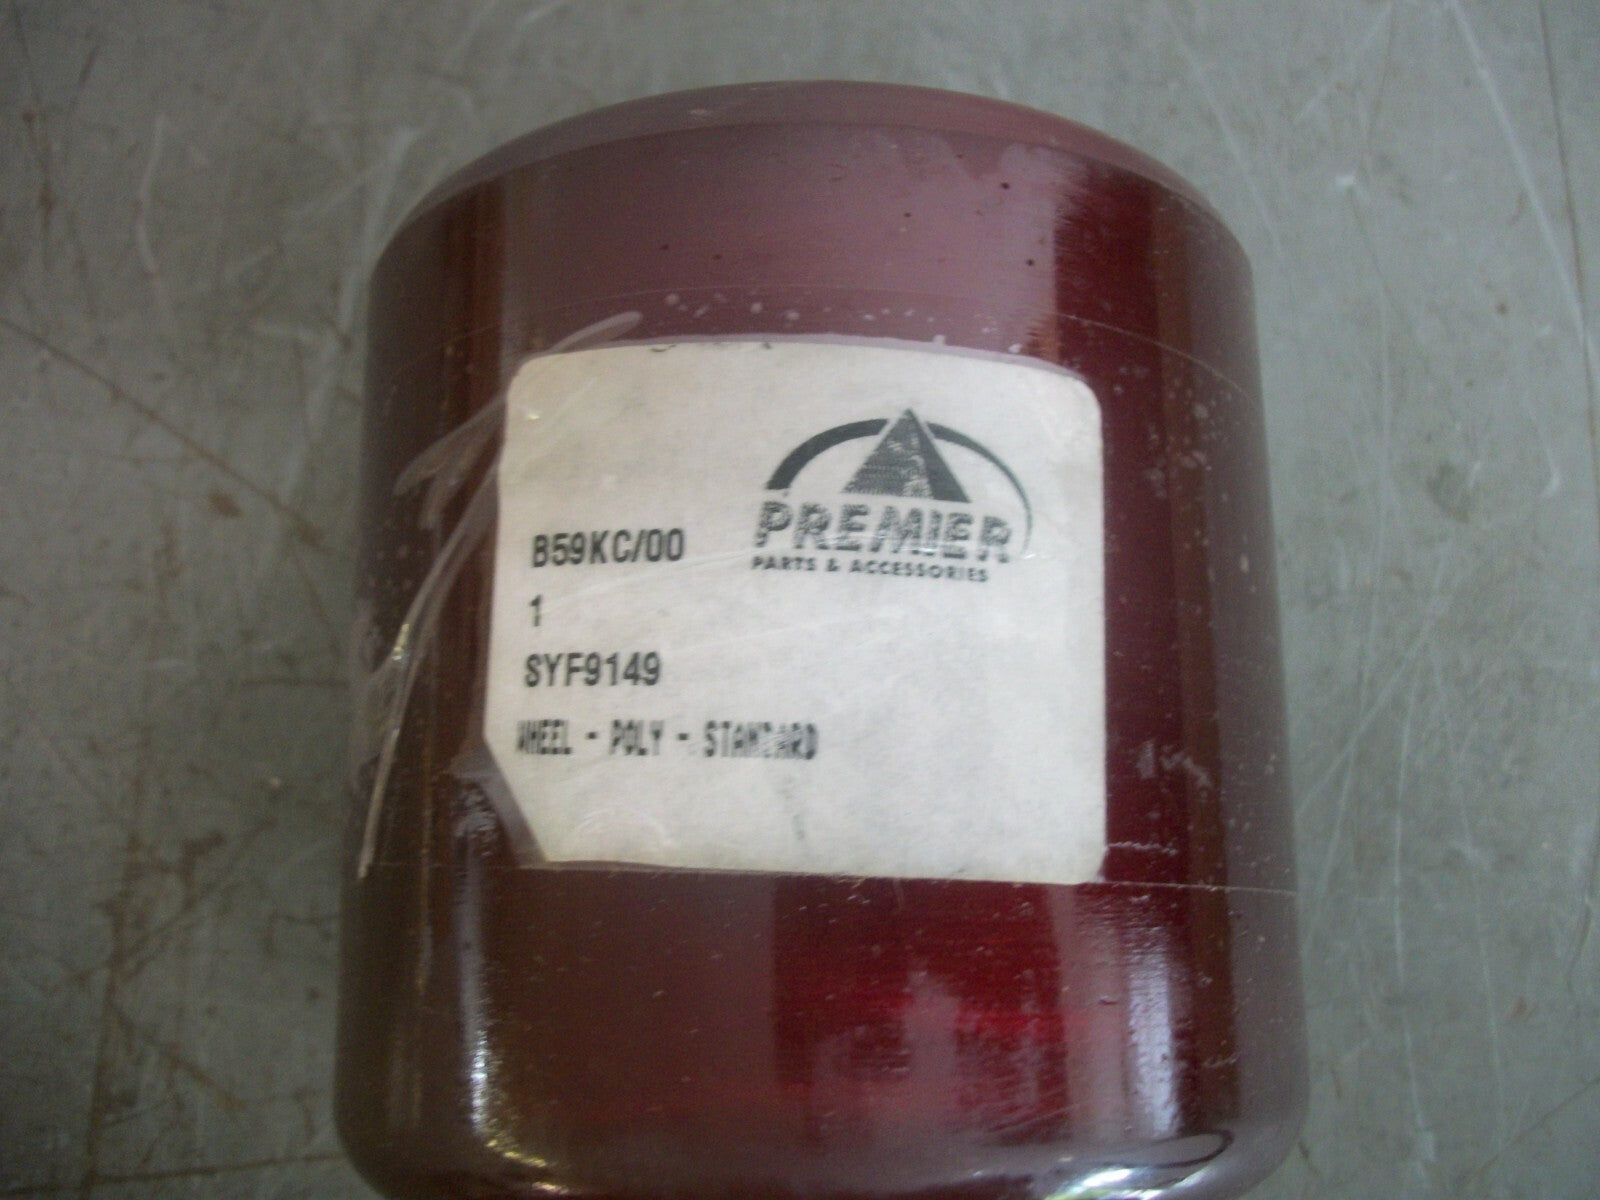 PREMIER
PARTS & ACCESSORIES
B59KC/00
1
SYF9149
WHEEL - POLY - STANDARD